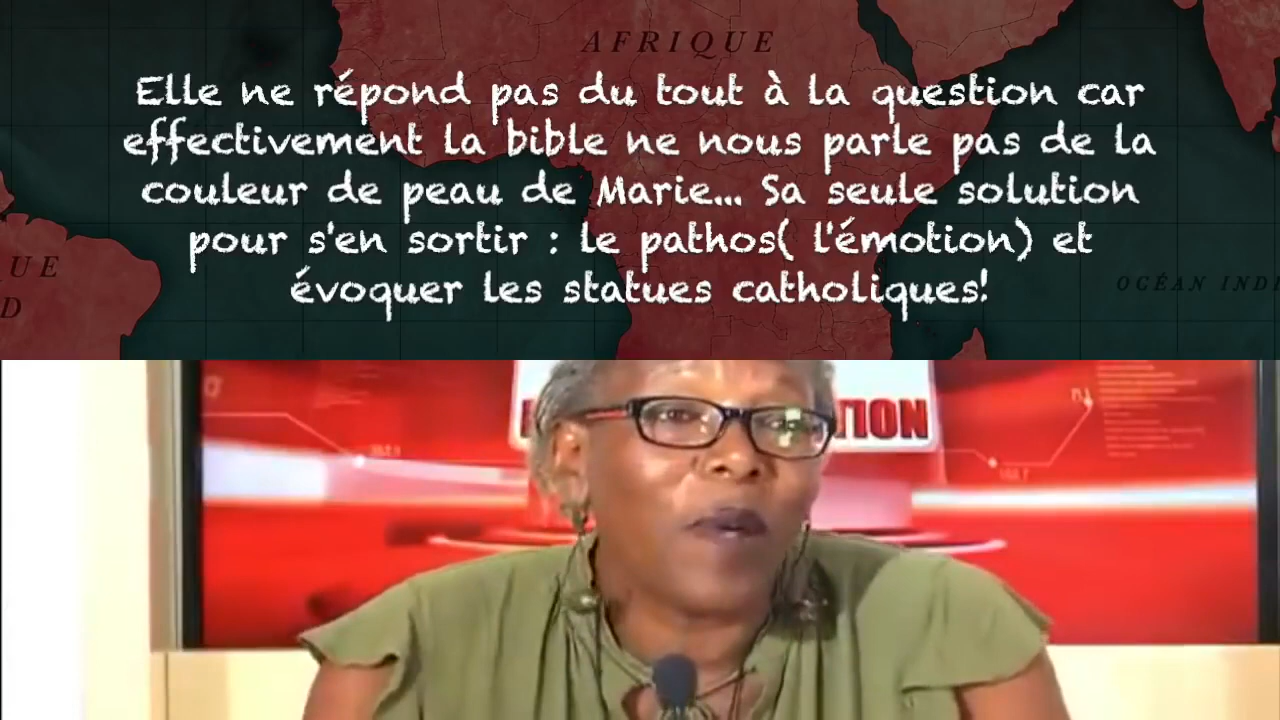 AFRIQUE
Elle ne répond pas du tout à la question car
effectivement la bible ne nous parle pas de la
couleur de peau de Marie... Sa seule solution
pour s'en sortir : le pathos( l'émotion) et
UE
évoquer les statues catholiques!
D
OCÉAN INDI
TION